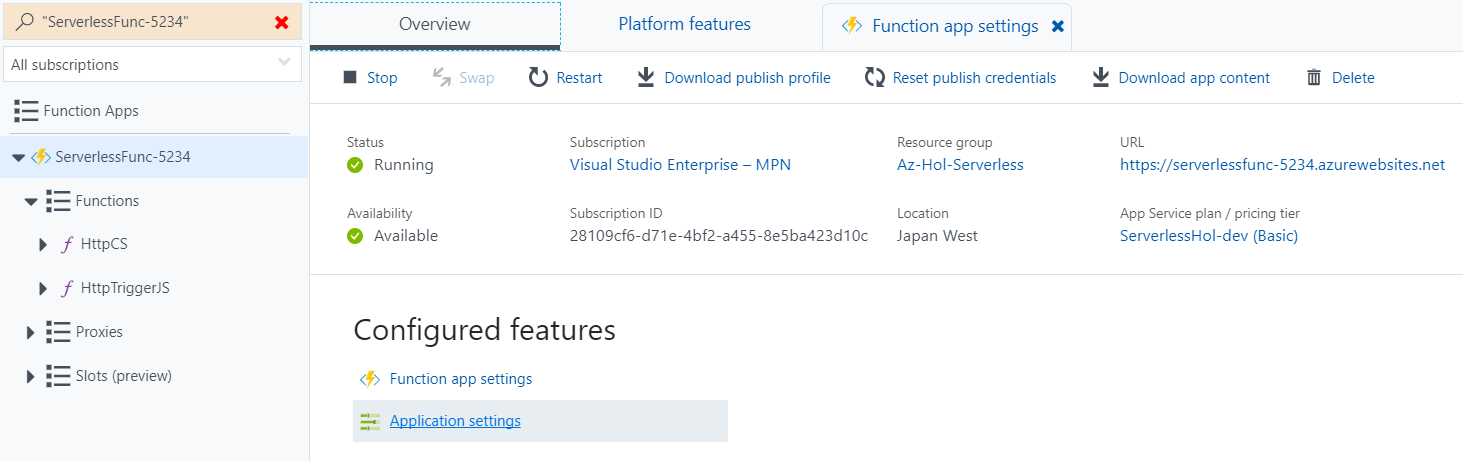 "ServerlessFunc-5234"
All subscriptions
Function Apps
ServerlessFunc-5234
Functions
HttpCS
HttpTriggerJS
Proxies
Slots (preview)
Overview
Platform features
Function app settings
Stop
Swap
Restart
Download publish profile
Reset publish credentials
Download app content
Delete
Status
Running
Subscription
Visual Studio Enterprise – MPN
Resource group
Az-Hol-Serverless
URL
https://serverlessfunc-5234.azurewebsites.net
Availability
Available
Subscription ID
28109cf6-d71e-4bf2-a455-8e5ba423d10c
Location
Japan West
App Service plan / pricing tier
ServerlessHol-dev (Basic)
Configured features
Function app settings
Application settings